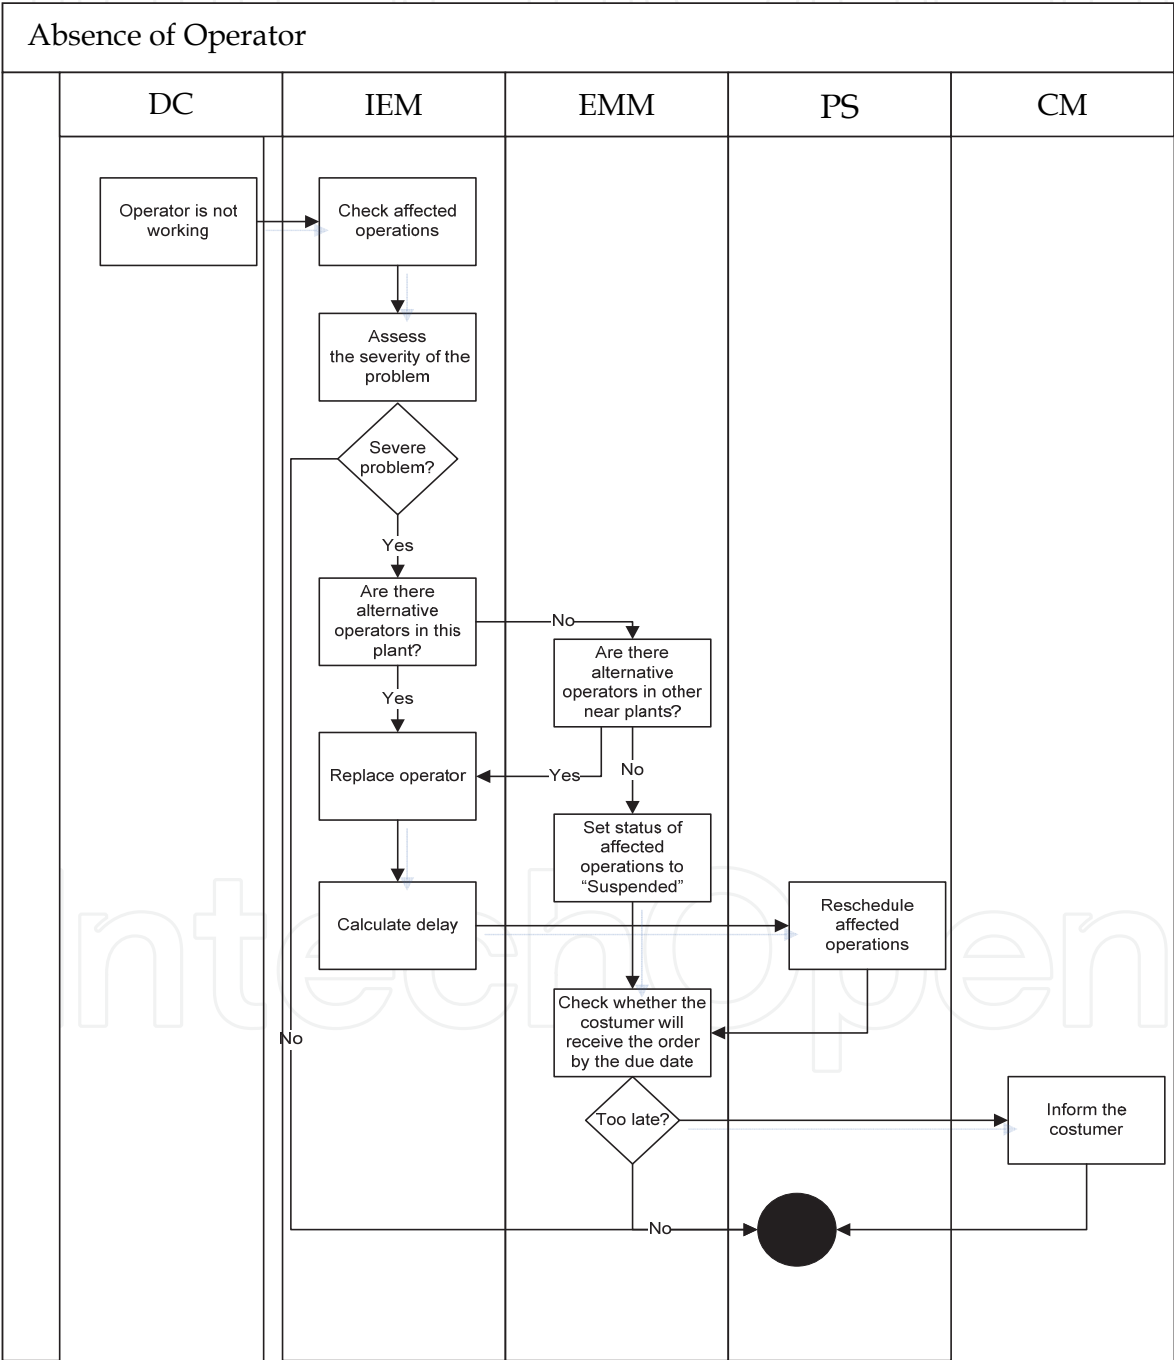 Absence of Operator
DC
IEM
EMM
PS
CM
Operator is not
working
Check affected
operations
Assess
the severity of the
problem
Severe
problem?
Yes
Are there
alternative
operators in this
plant?
No
Are there
alternative
operators in other
near plants?
Yes
Replace operator
Yes
No
Set status of
affected
operations to
“Suspended”
Calculate delay
Reschedule
affected
operations
Check whether the
costumer will
receive the order
by the due date
No
Too late?
Inform the
costumer
No
IntechOpen